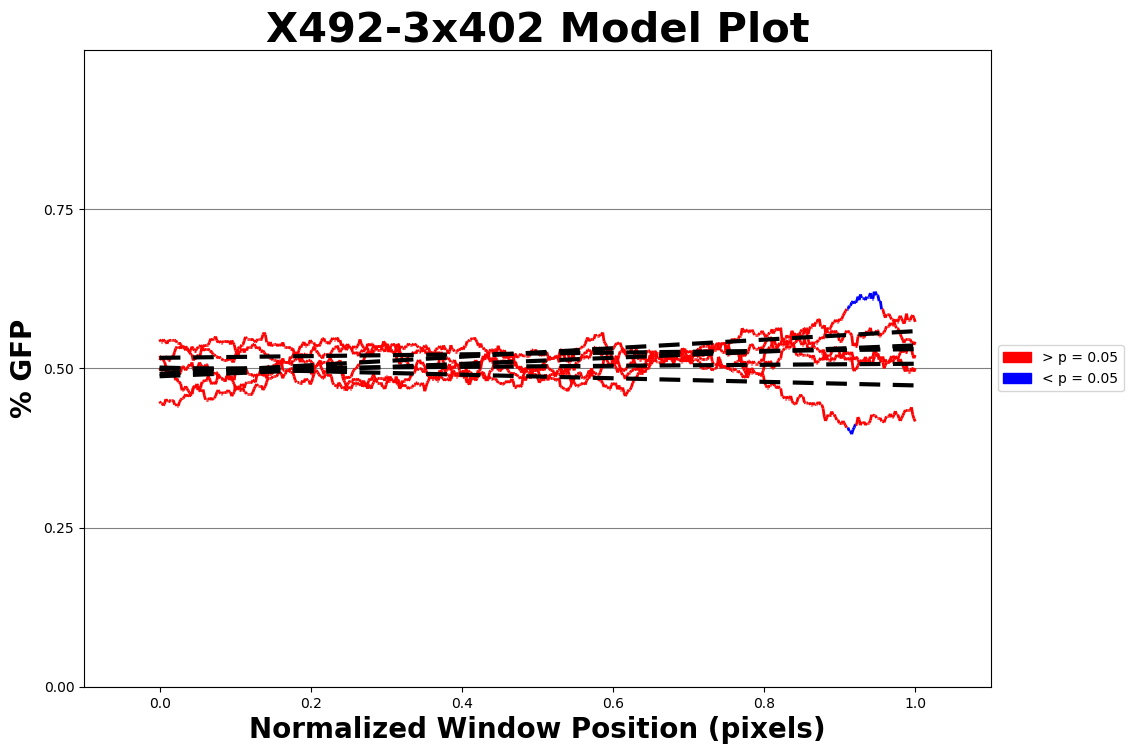 X492-3x402 Model Plot
% GFP
0.75
0.50
0.25
0.00
0.0 0.2 0.4 0.6 0.8 1.0
Normalized Window Position (pixels)
> p = 0.05
< p = 0.05